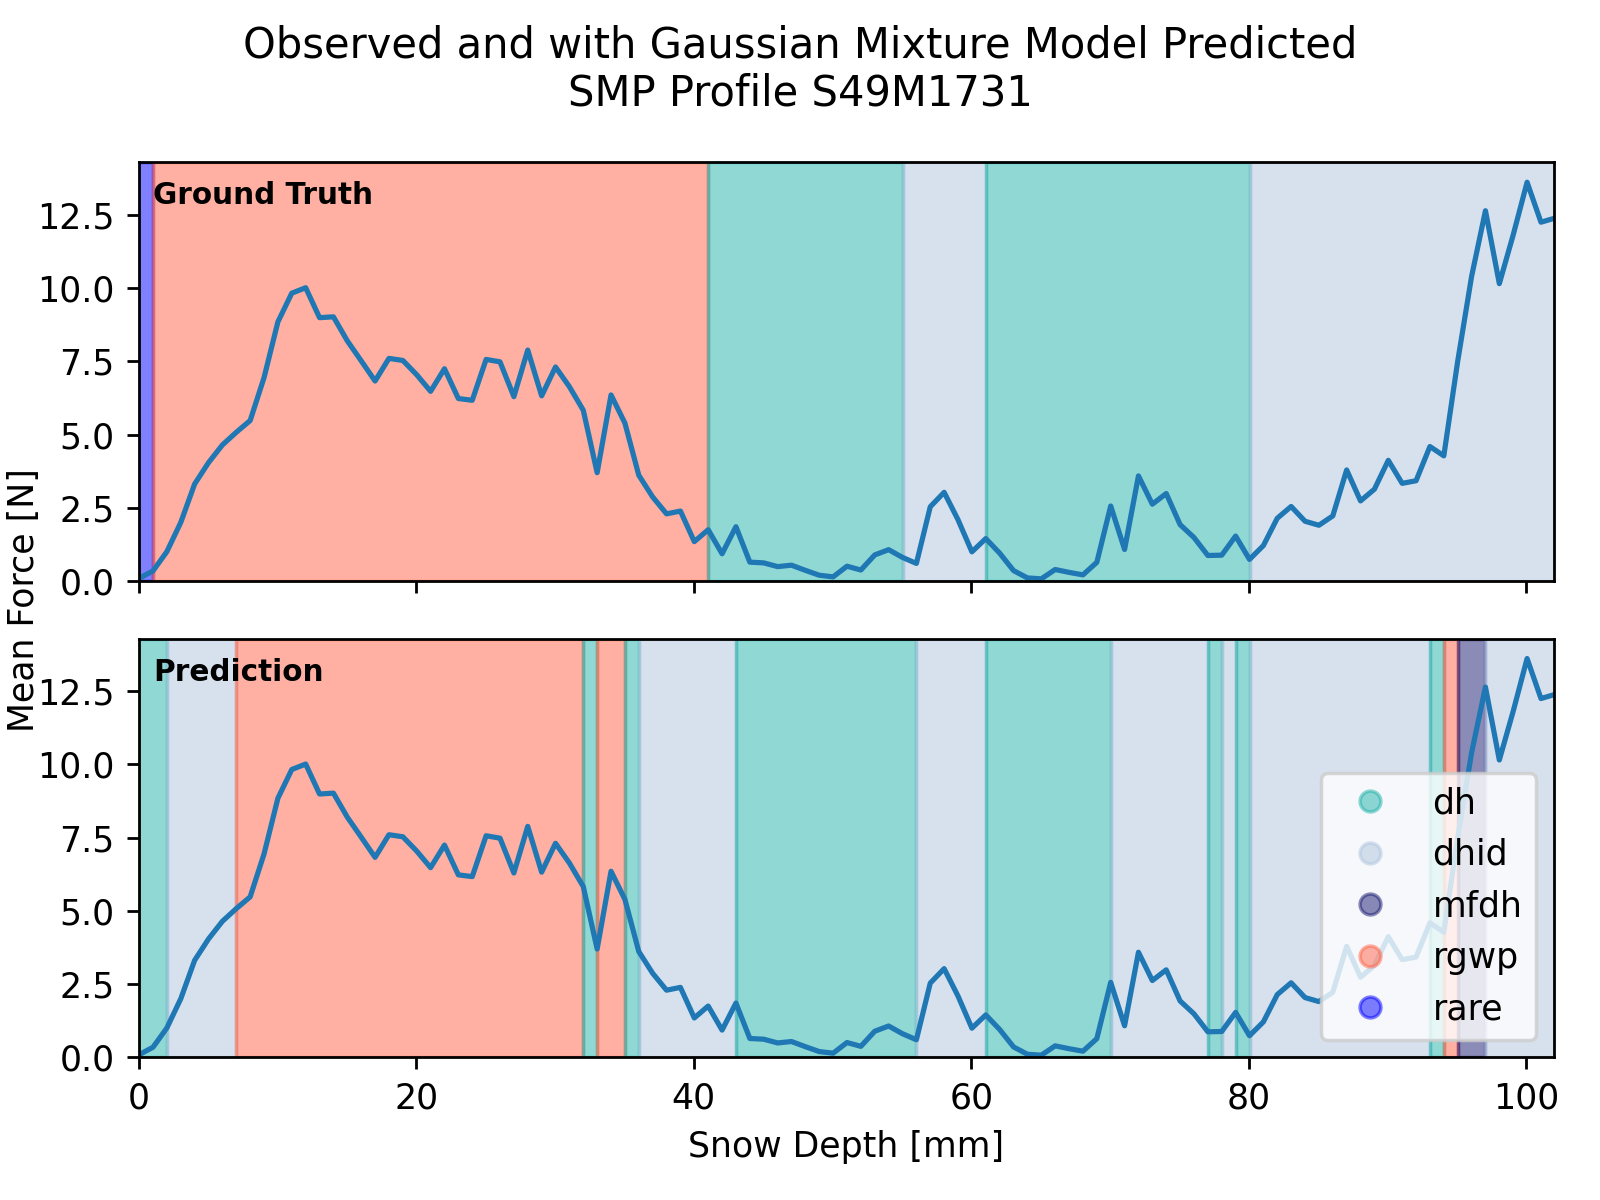 Observed and with Gaussian Mixture Model Predicted
SMP Profile S49M1731
Ground Truth
12.5
10.0
7.5
5.0
2.5
0.0
Mean Force [N]
Prediction
12.5
10.0
7.5
5.0
2.5
0.0
dh
dhid
mfdh
rgwp
rare
0 20 40 60 80 100
Snow Depth [mm]